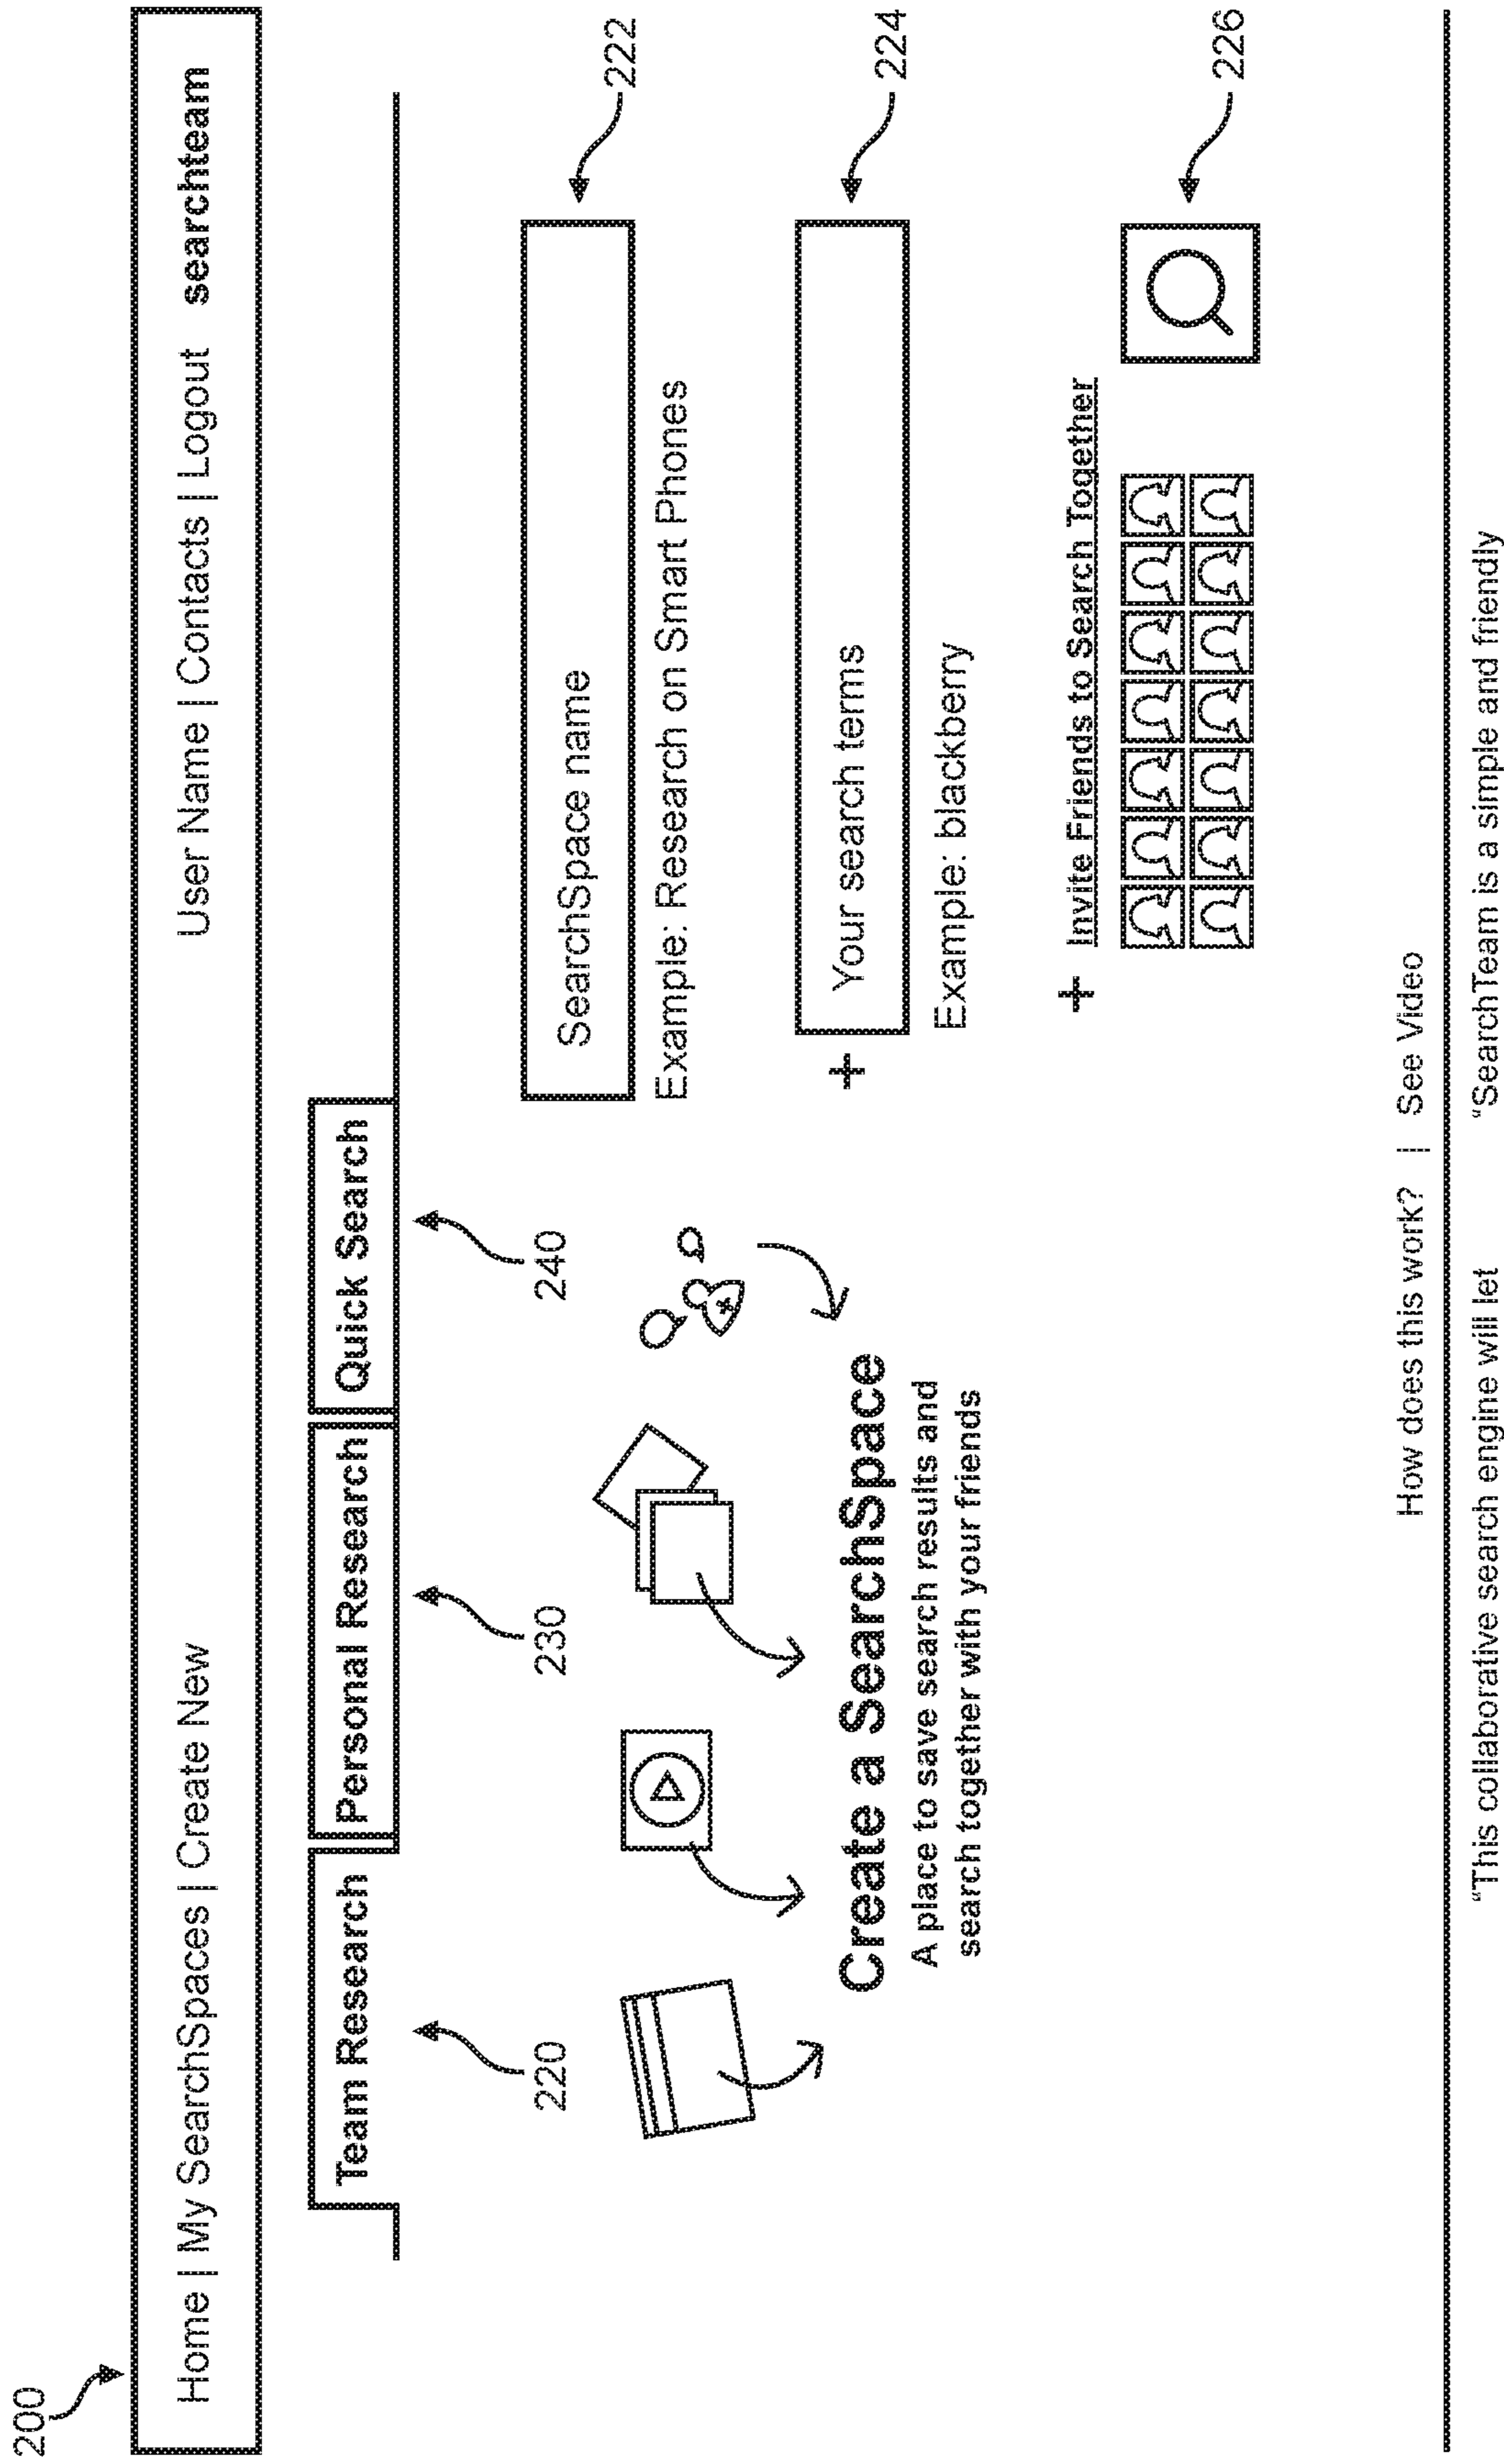 200
Home | My SearchSpaces | Create New
User Name | Contacts | Logout searchteam
Team Research
Personal Research
Quick Search
220
230
240
SearchSpace name
222
Example: Research on Smart Phones
+ Your search terms
224
Example: blackberry
+ Invite Friends to Search Together
226
Create a SearchSpace
A place to save search results and
search together with your friends
How does this work? | See Video
"This collaborative search engine will let
"SearchTeam is a simple and friendly